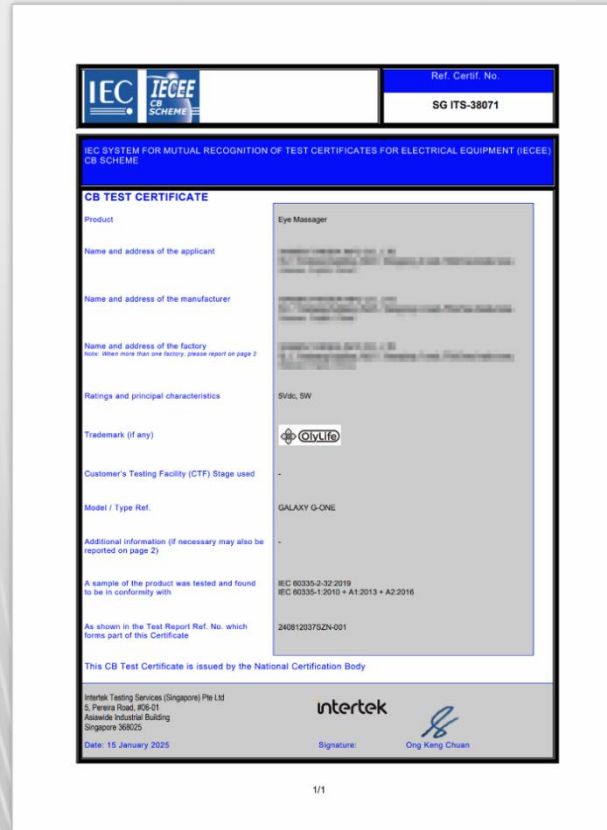 IEC
IECEE
CB
SCHEME
Ref. Certif. No.
SG ITS-38071
IEC SYSTEM FOR MUTUAL RECOGNITION OF TEST CERTIFICATES FOR ELECTRICAL EQUIPMENT (IECEE)
CB SCHEME
CB TEST CERTIFICATE
Product
Eye Massager
Name and address of the applicant
Name and address of the manufacturer
Name and address of the factory
Note: When more than one factory, please report on page 2
Ratings and principal characteristics
5Vdc, 5W
Trademark (if any)
OlyLife
Customer's Testing Facility (CTF) Stage used
-
Model / Type Ref.
GALAXY G-ONE
Additional information (if necessary may also be
reported on page 2)
-
A sample of the product was tested and found
to be in conformity with
IEC 60335-2-32:2019
IEC 60335-1:2010 + A1:2013 + A2:2016
As shown in the Test Report Ref. No. which
forms part of this Certificate
240812037SZN-001
This CB Test Certificate is issued by the National Certification Body
Intertek Testing Services (Singapore) Pte Ltd
5, Pereira Road, #06-01
Asiawide Industrial Building
Singapore 368025
intertek
Date: 15 January 2025
Signature:
Ong Keng Chuan
1/1